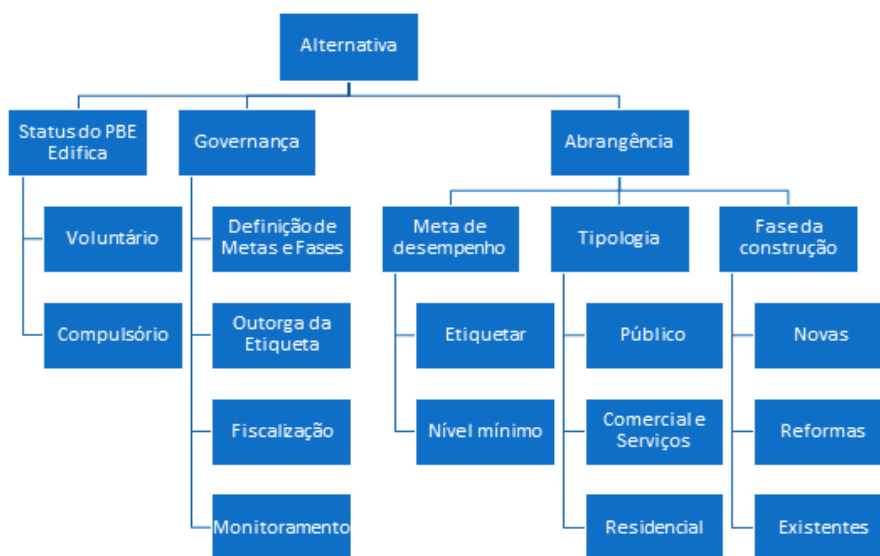 Alternativa
Status do PBE
Edifica
Governança
Abrangência
Voluntário
Definição de
Metas e Fases
Meta de
desempenho
Tipologia
Fase da
construção
Compulsório
Outorga da
Etiqueta
Etiquetar
Público
Novas
Fiscalização
Nível mínimo
Comercial e
Serviços
Reformas
Monitoramento
Residencial
Existentes